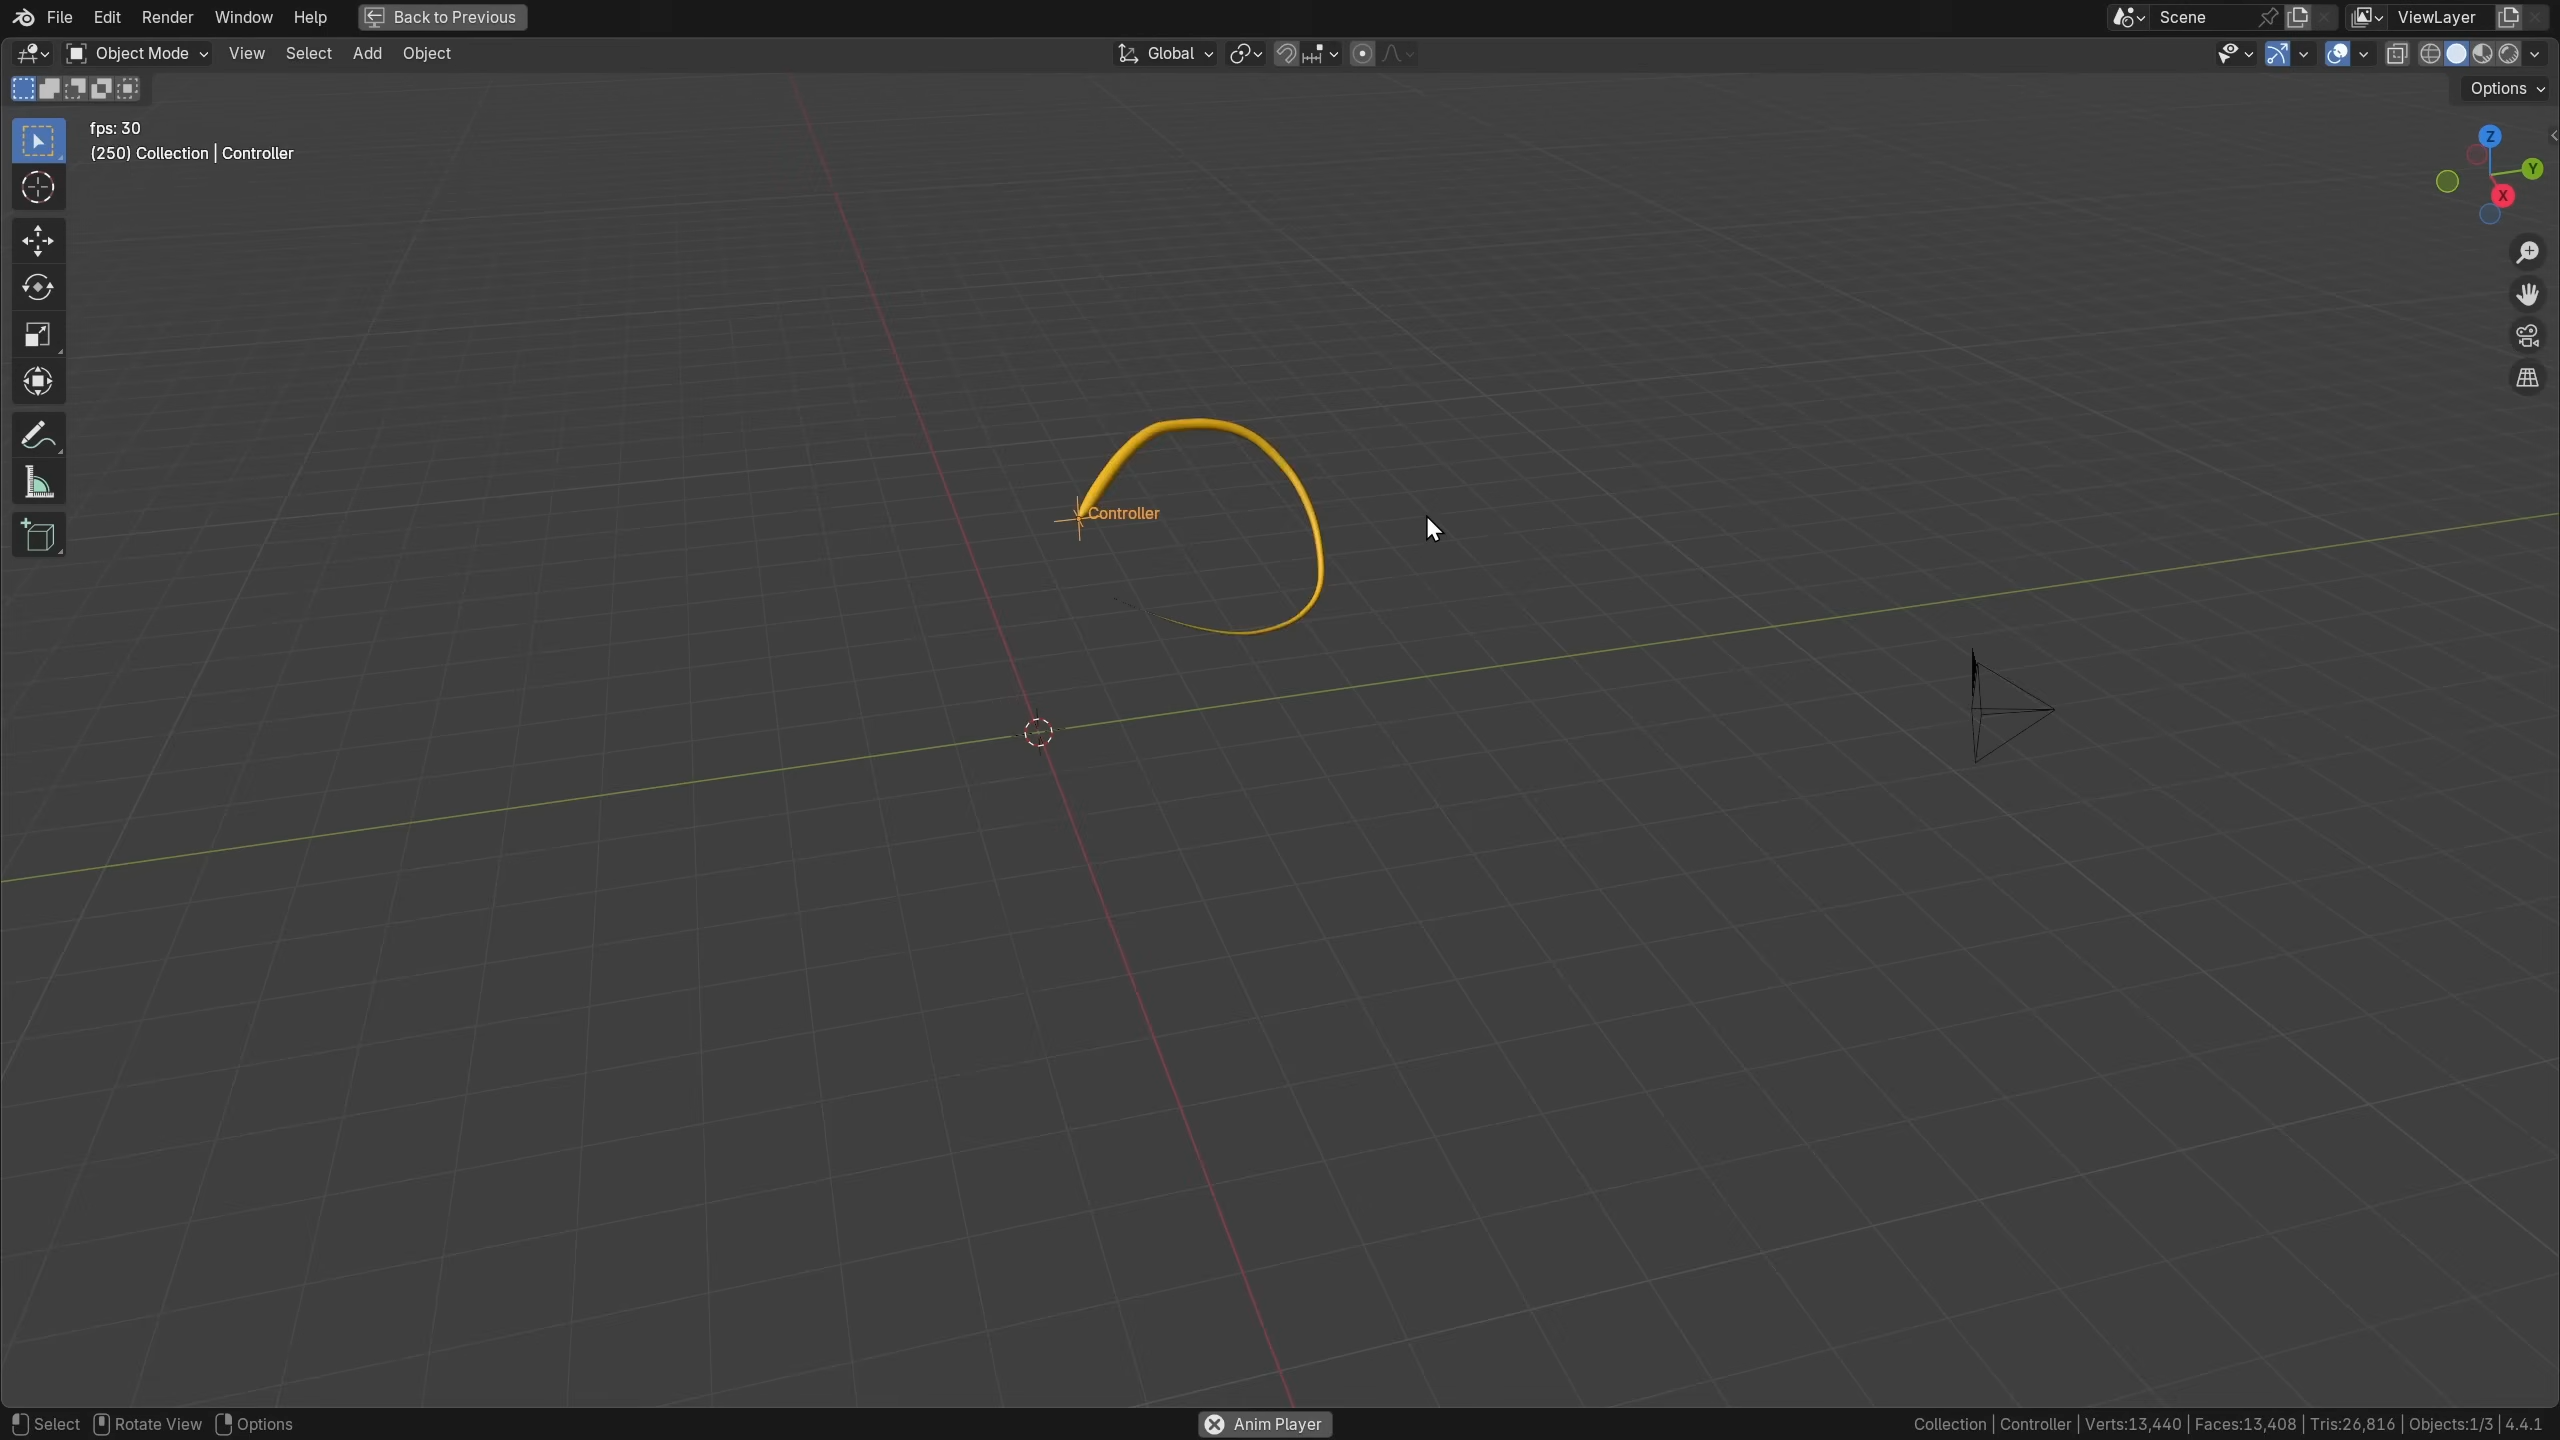 File Edit Render Window Help Back to Previous Scene ViewLayer
Object Mode View Select Add Object Global
Options
fps: 30
(250) Collection | Controller
Z
Y
X
Controller
Select Rotate View Options Anim Player Collection | Controller | Verts:13,440 | Faces:13,408 | Tris:26,816 | Objects:1/3 | 4.4.1